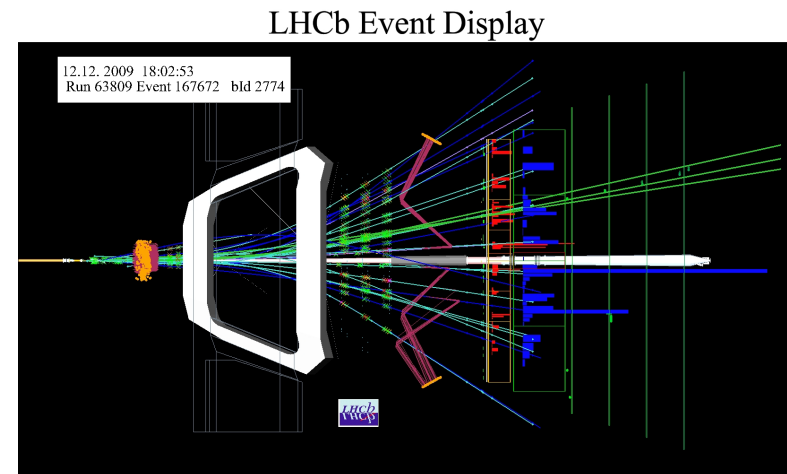 LHCb Event Display
12.12. 2009 18:02:53
Run 63809 Event 167672 bId 2774
LHCb